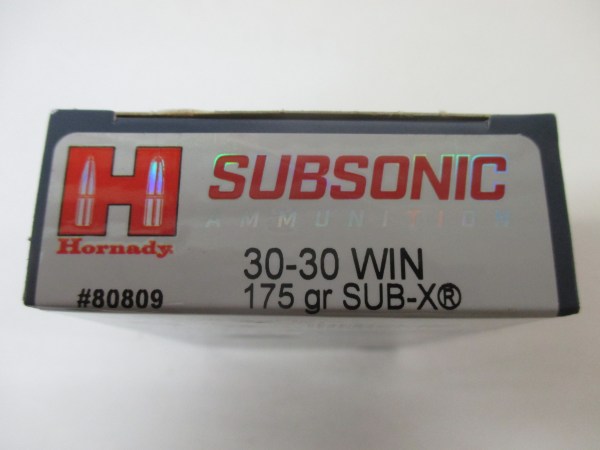 H
Hornady
SUBSONIC
AMMUNITION
30-30 WIN
#80809
175 gr SUB-X®